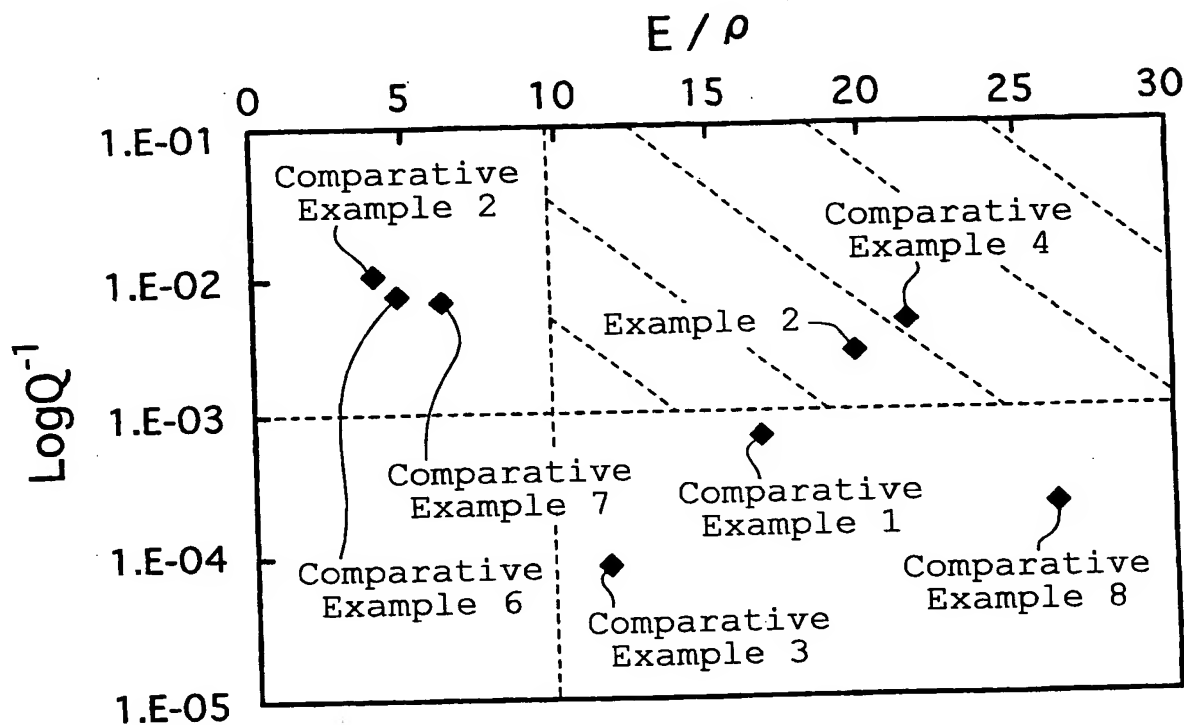 E / ρ
0 5 10 15 20 25 30
1.E-01
Comparative
Example 2
Comparative
Example 4
1.E-02
Example 2
LogQ⁻¹
1.E-03
Comparative
Example 7
Comparative
Example 1
1.E-04
Comparative
Example 6
Comparative
Example 8
Comparative
Example 3
1.E-05